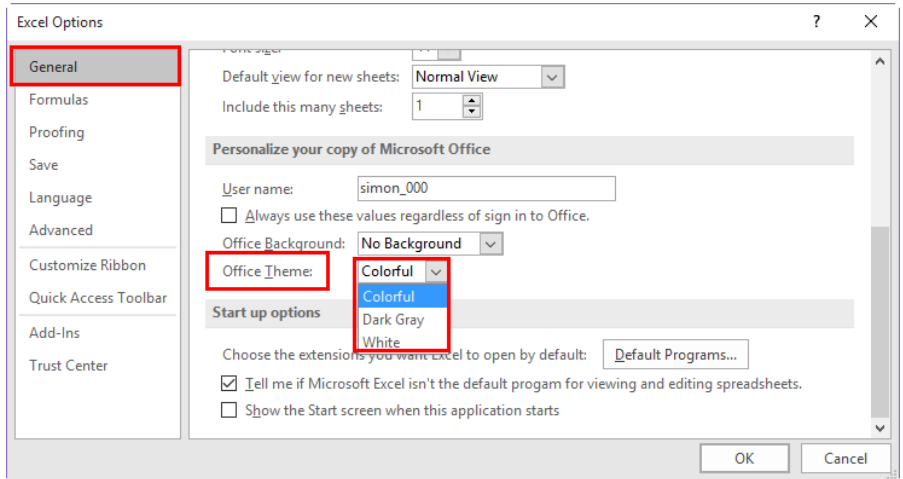 Excel Options
?
General
Formulas
Proofing
Save
Language
Advanced
Customize Ribbon
Quick Access Toolbar
Add-Ins
Trust Center
Default view for new sheets: Normal View
Include this many sheets: 1
Personalize your copy of Microsoft Office
User name: simon_000
Always use these values regardless of sign in to Office.
Office Background: No Background
Office Theme: Colorful
Colorful
Dark Gray
White
Start up options
Choose the extensions you want Excel to open by default: Default Programs...
Tell me if Microsoft Excel isn't the default progam for viewing and editing spreadsheets.
Show the Start screen when this application starts
OK
Cancel